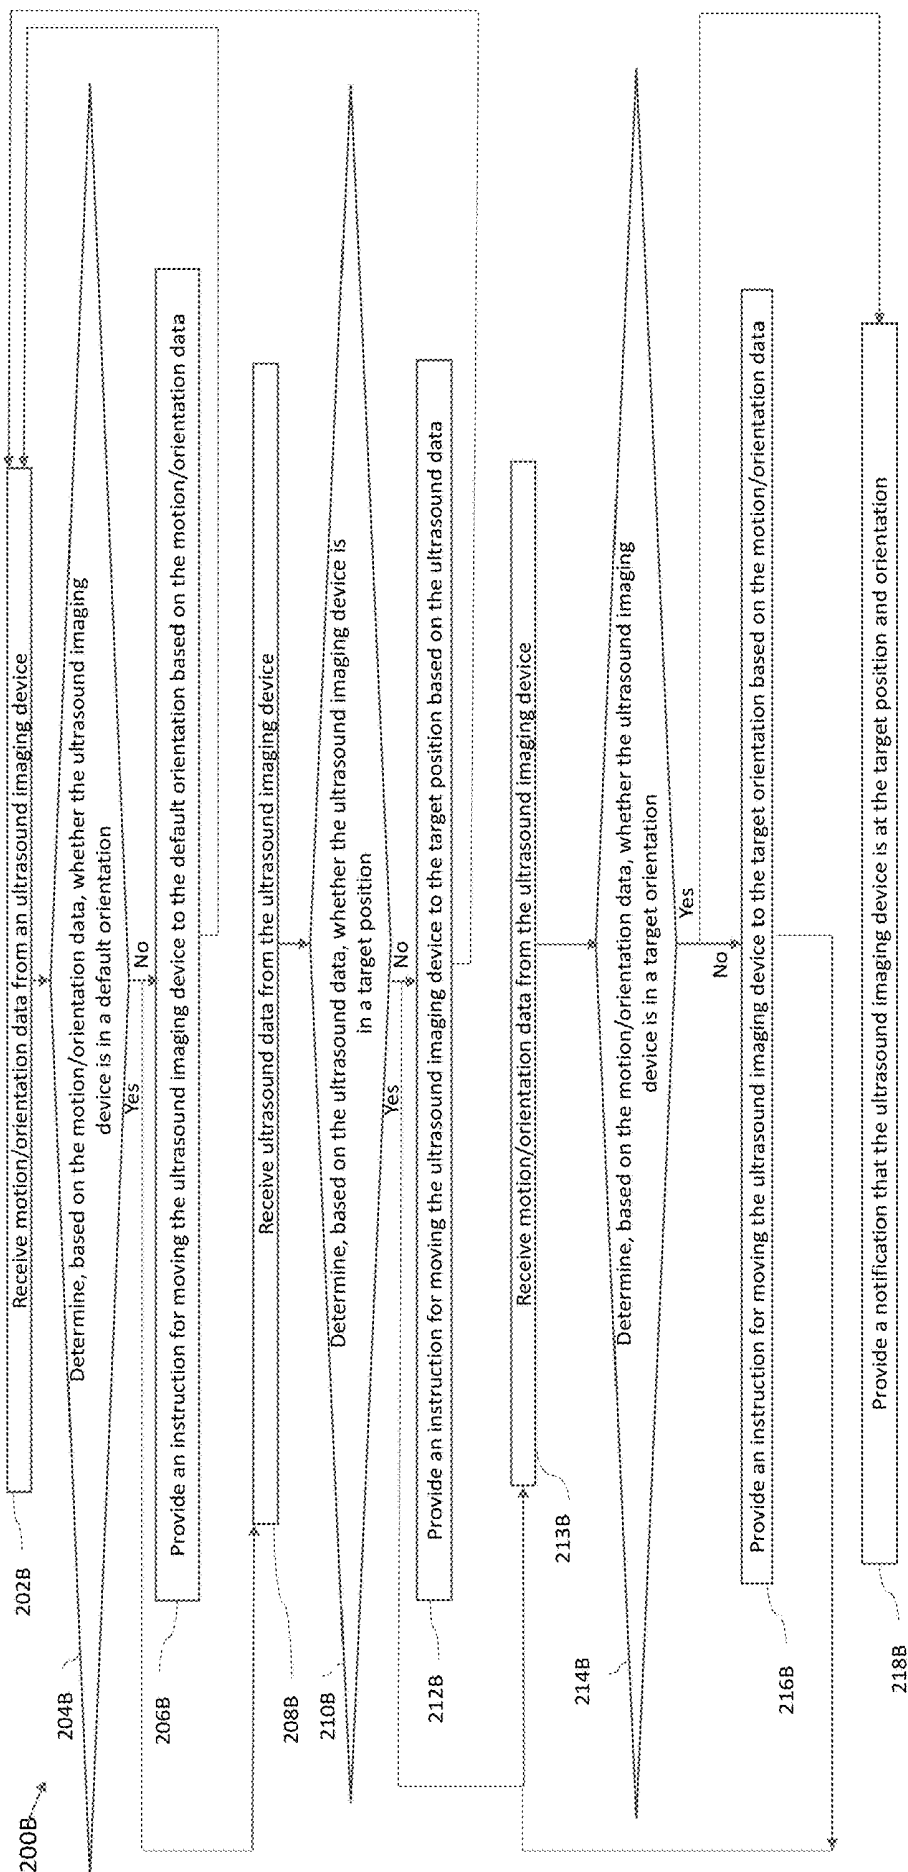 200B
202B
Receive motion/orientation data from an ultrasound imaging device
204B
Determine, based on the motion/orientation data, whether the ultrasound imaging
device is in a default orientation
Yes
No
206B
Provide an instruction for moving the ultrasound imaging device to the default orientation based on the motion/orientation data
208B
Receive ultrasound data from the ultrasound imaging device
210B
Determine, based on the ultrasound data, whether the ultrasound imaging device is
in a target position
Yes
No
212B
Provide an instruction for moving the ultrasound imaging device to the target position based on the ultrasound data
213B
Receive motion/orientation data from the ultrasound imaging device
214B
Determine, based on the motion/orientation data, whether the ultrasound imaging
device is in a target orientation
No
Yes
216B
Provide an instruction for moving the ultrasound imaging device to the target orientation based on the motion/orientation data
218B
Provide a notification that the ultrasound imaging device is at the target position and orientation